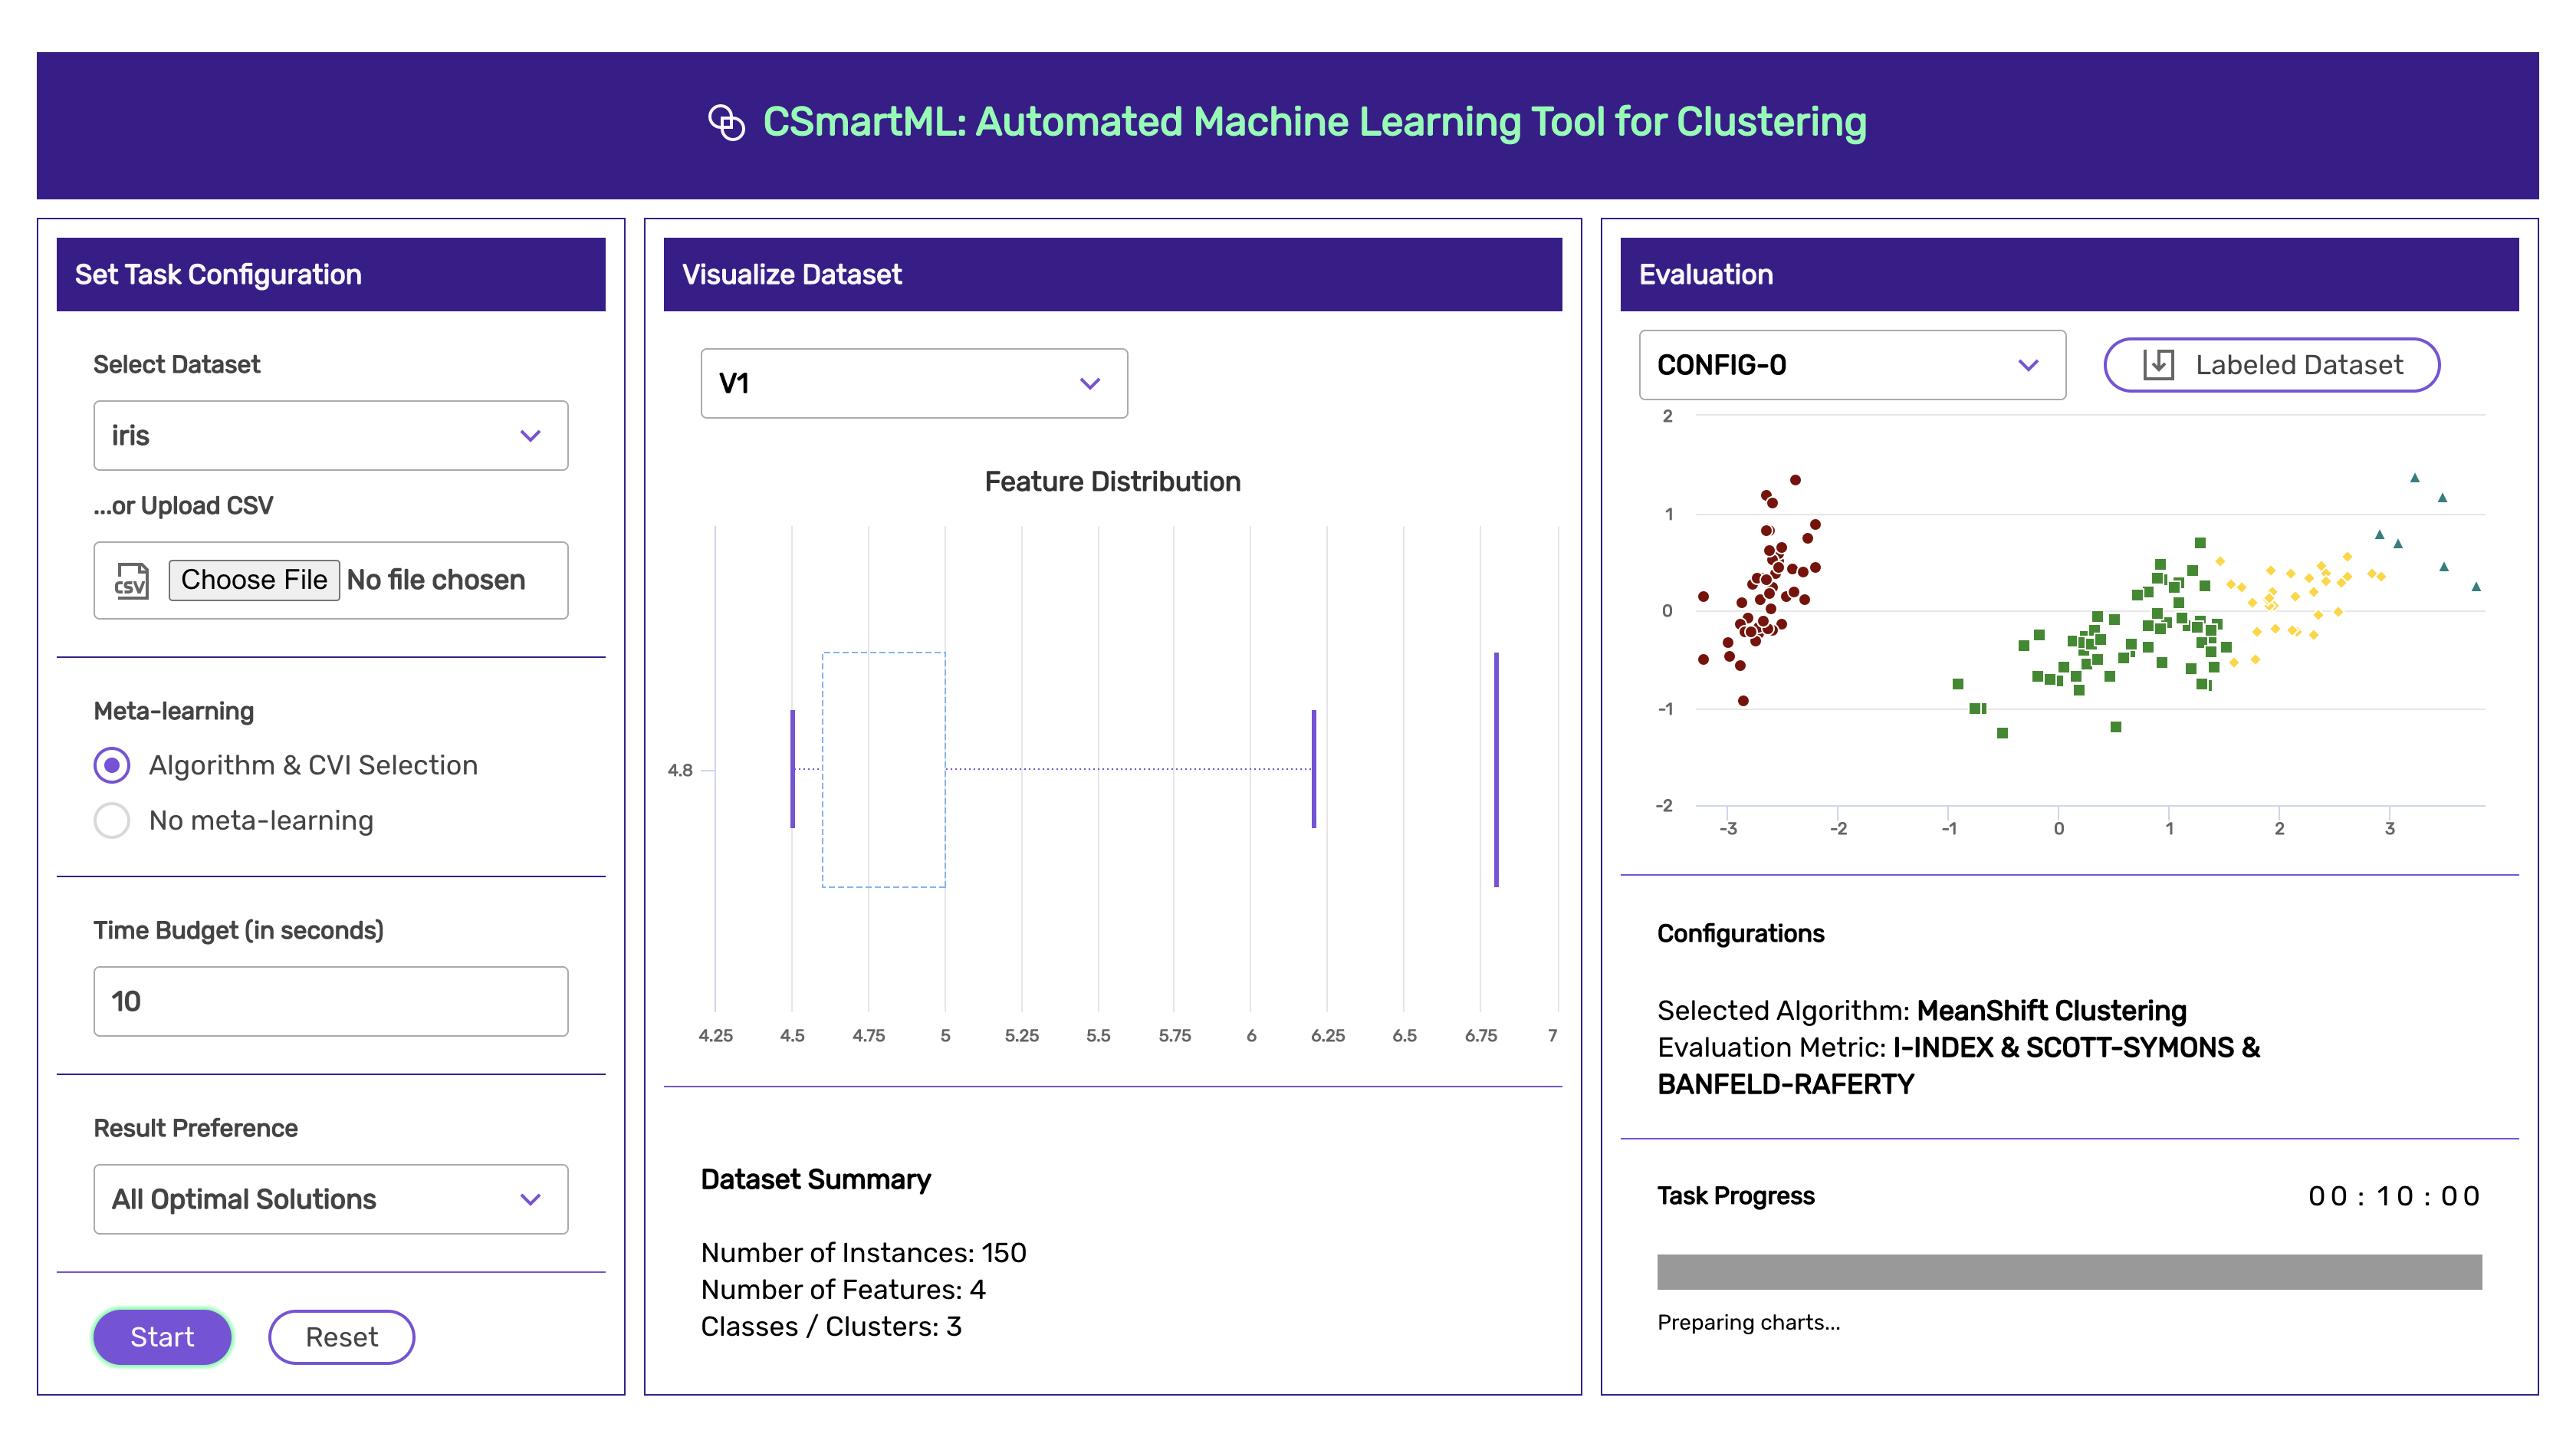 CSmartML: Automated Machine Learning Tool for Clustering
Set Task Configuration
Select Dataset
iris
...or Upload CSV
CSV Choose File No file chosen
Meta-learning
Algorithm & CVI Selection
No meta-learning
Time Budget (in seconds)
10
Result Preference
All Optimal Solutions
Start Reset
Visualize Dataset
V1
Feature Distribution
4.8
4.25 4.5 4.75 5 5.25 5.5 5.75 6 6.25 6.5 6.75 7
Dataset Summary
Number of Instances: 150
Number of Features: 4
Classes / Clusters: 3
Evaluation
CONFIG-0 Labeled Dataset
2
1
0
-1
-2
-3 -2 -1 0 1 2 3
Configurations
Selected Algorithm: MeanShift Clustering
Evaluation Metric: I-INDEX & SCOTT-SYMONS &
BANFELD-RAFERTY
Task Progress 00:10:00
Preparing charts...